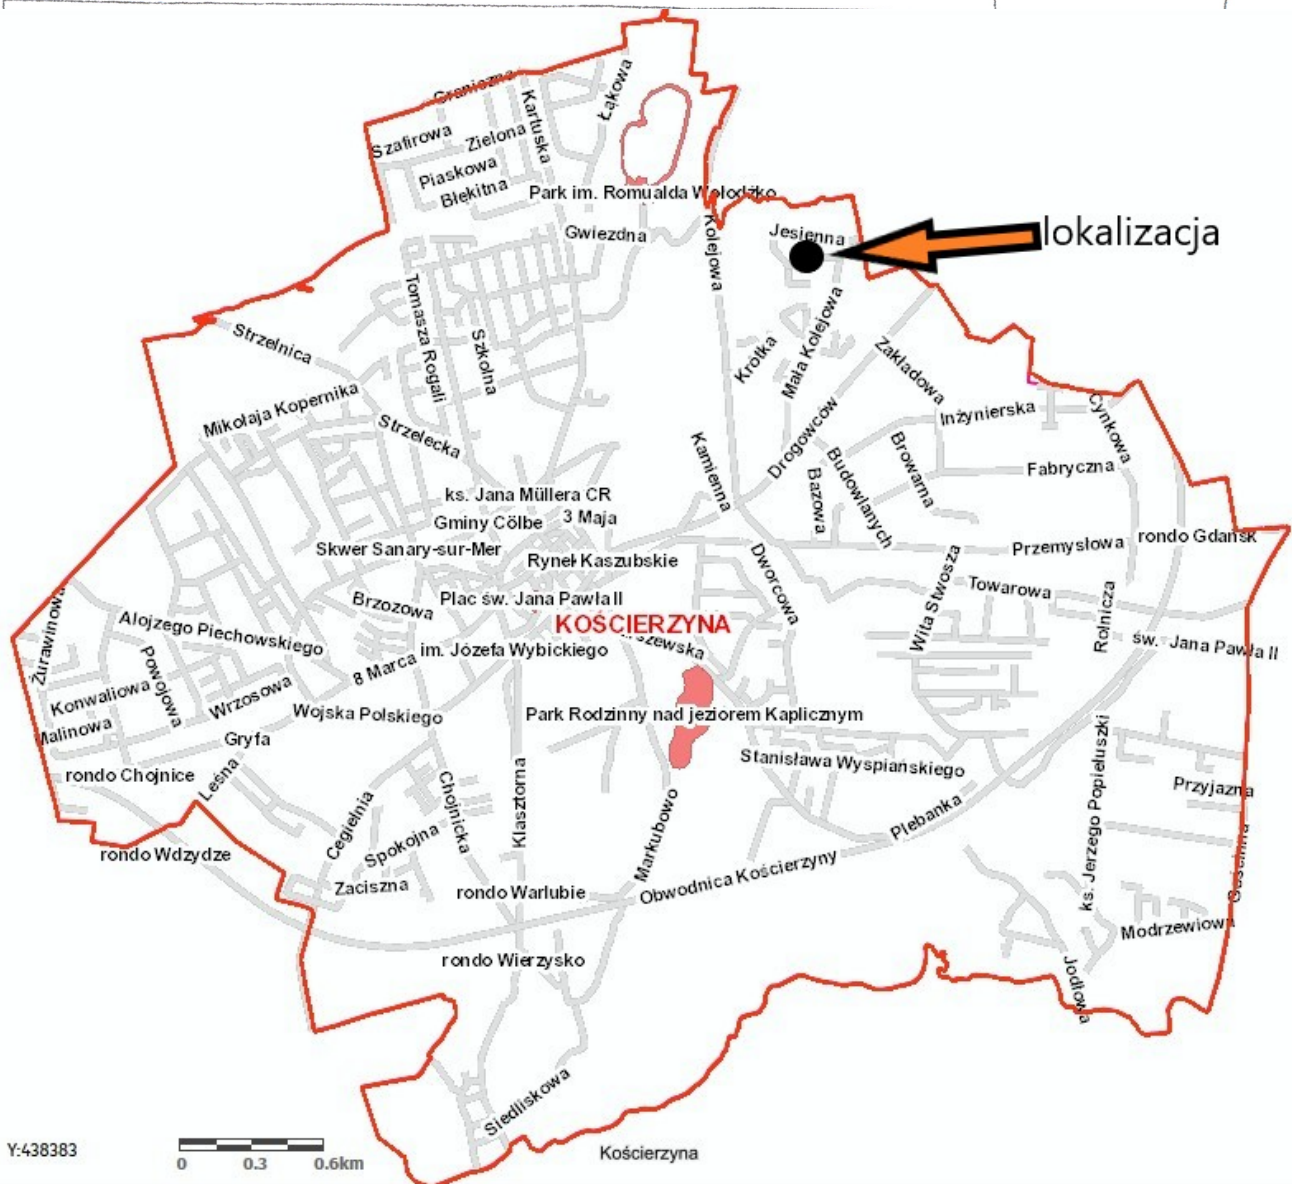 Graniczna
Łąkowa
Kartuska
Szafirowa
Zielona
Piaskowa
Błękitna
Park im. Romualda Wołodźko
Gwiezdna
Kolejowa
Jesienna
lokalizacja
Tomasza Rogali
Szkolna
Strzelnica
Krótka
Mała Kolejowa
Zakładowa
Mikołaja Kopernika
Strzelecka
Inżynierska
Cynkowa
Drogowców
Kamienna
Browarna
Budowlanych
Bazowa
Fabryczna
ks. Jana Müllera CR
Gminy Cölbe
3 Maja
Skwer Sanary-sur-Mer
Rynek Kaszubskie
Przemysłowa
rondo Gdańsk
Dworcowa
Wita Stwosza
Towarowa
Rolnicza
Żurawinowa
Brzozowa
Plac św. Jana Pawła II
KOŚCIERZYNA
Alojzego Piechowskiego
im. Józefa Wybickiego
św. Jana Pawła II
8 Marca
Powojowa
Konwaliowa
Wrzosowa
Malinowa
Wojska Polskiego
Park Rodzinny nad jeziorem Kaplicznym
Gryfa
rondo Chojnice
Leśna
Stanisława Wyspiańskiego
ks. Jerzego Popiełuszki
Przyjazna
Cegielnia
Chojnicka
Klasztorna
Markubowo
Plebanka
Spokojna
rondo Wdzydze
Zaciszna
rondo Warlubie
Obwodnica Kościerzyny
Gościnna
Modrzewiowa
rondo Wierzysko
Jodłowa
Siedliskowa
Y:438383
0 0.3 0.6km
Kościerzyna